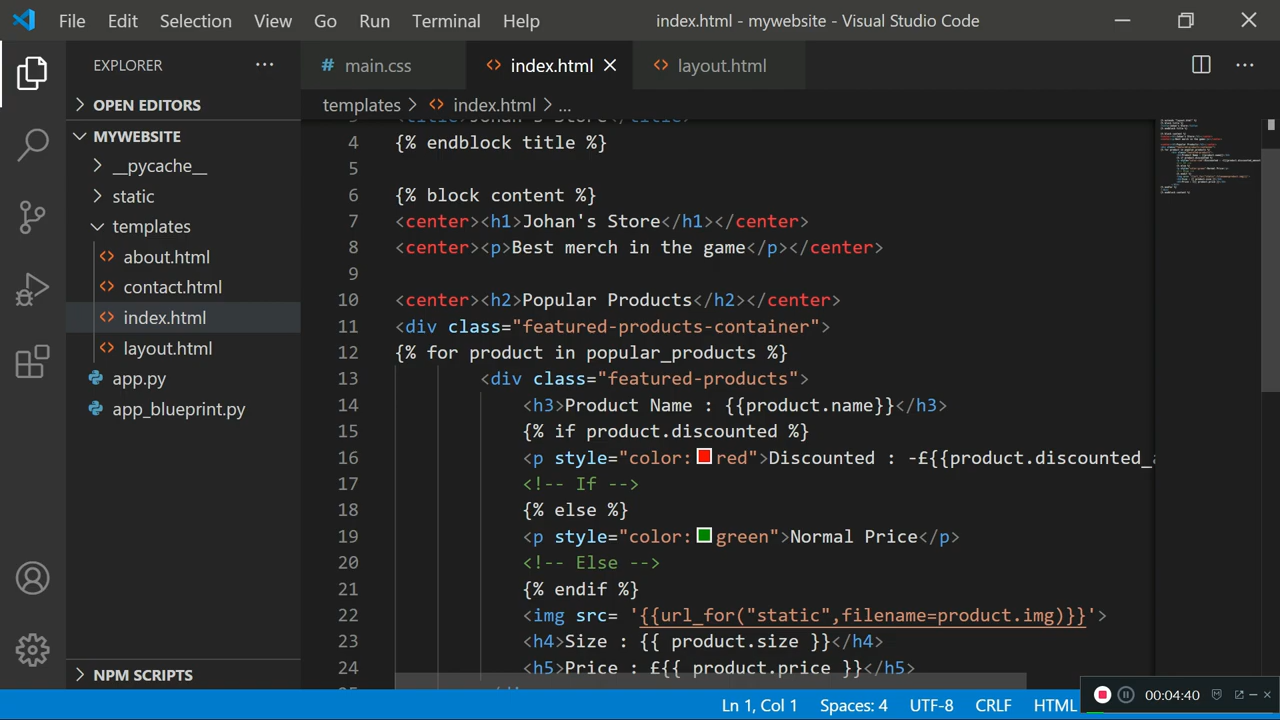 File Edit Selection View Go Run Terminal Help index.html - mywebsite - Visual Studio Code
EXPLORER
OPEN EDITORS
MYWEBSITE
__pycache__
static
templates
about.html
contact.html
index.html
layout.html
app.py
app_blueprint.py
NPM SCRIPTS
# main.css <> index.html <> layout.html
templates > <> index.html > ...
3 <title>Johan's Store</title>
4 {% endblock title %}
5
6 {% block content %}
7 <center><h1>Johan's Store</h1></center>
8 <center><p>Best merch in the game</p></center>
9
10 <center><h2>Popular Products</h2></center>
11 <div class="featured-products-container">
12 {% for product in popular_products %}
13 <div class="featured-products">
14 <h3>Product Name : {{product.name}}</h3>
15 {% if product.discounted %}
16 <p style="color:red">Discounted : -£{{product.discounted_a
17 <!-- If -->
18 {% else %}
19 <p style="color:green">Normal Price</p>
20 <!-- Else -->
21 {% endif %}
22 <img src= '{{url_for("static",filename=product.img)}}'>
23 <h4>Size : {{ product.size }}</h4>
24 <h5>Price : £{{ product.price }}</h5>
Ln 1, Col 1 Spaces: 4 UTF-8 CRLF HTML
00:04:40